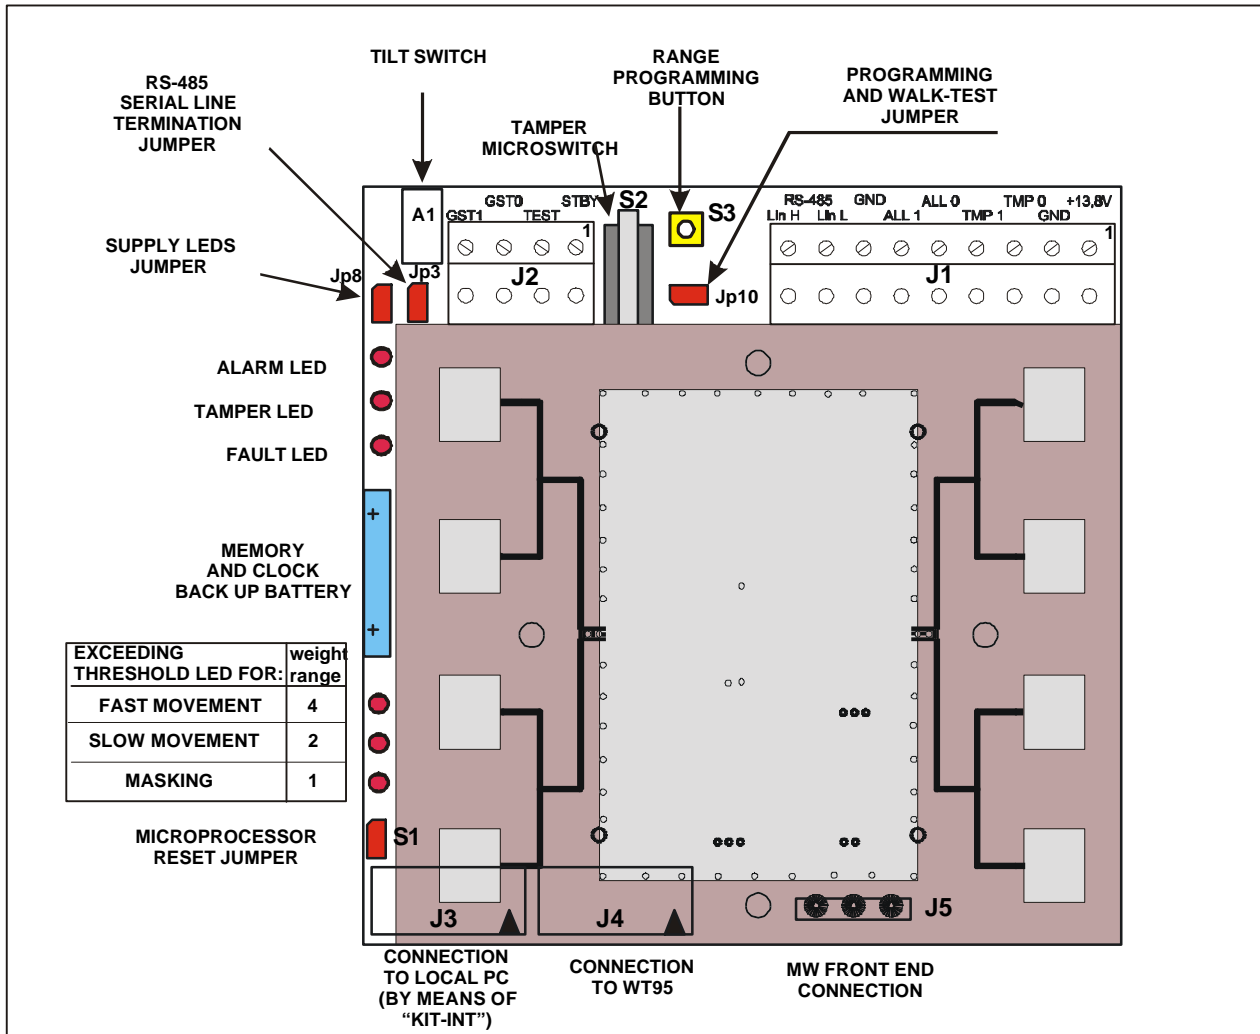 TILT SWITCH
RANGE
PROGRAMMING
BUTTON
PROGRAMMING
AND WALK-TEST
JUMPER
RS-485
SERIAL LINE
TERMINATION
JUMPER
TAMPER
MICROSWITCH
SUPPLY LEDS
JUMPER
A1
GST1 GST0 TEST STBY
1
S2
S3
Lin H RS-485 Lin L GND ALL 1 ALL 0 TMP 1 TMP 0 GND +13,8V
1
Jp8
Jp3
J2
Jp10
J1
ALARM LED
TAMPER LED
FAULT LED
+
MEMORY
AND CLOCK
BACK UP BATTERY
+
EXCEEDING
THRESHOLD LED FOR:
weight
range
FAST MOVEMENT 4
SLOW MOVEMENT 2
MASKING 1
MICROPROCESSOR
RESET JUMPER
S1
J3
J4
J5
CONNECTION
TO LOCAL PC
(BY MEANS OF
“KIT-INT”)
CONNECTION
TO WT95
MW FRONT END
CONNECTION